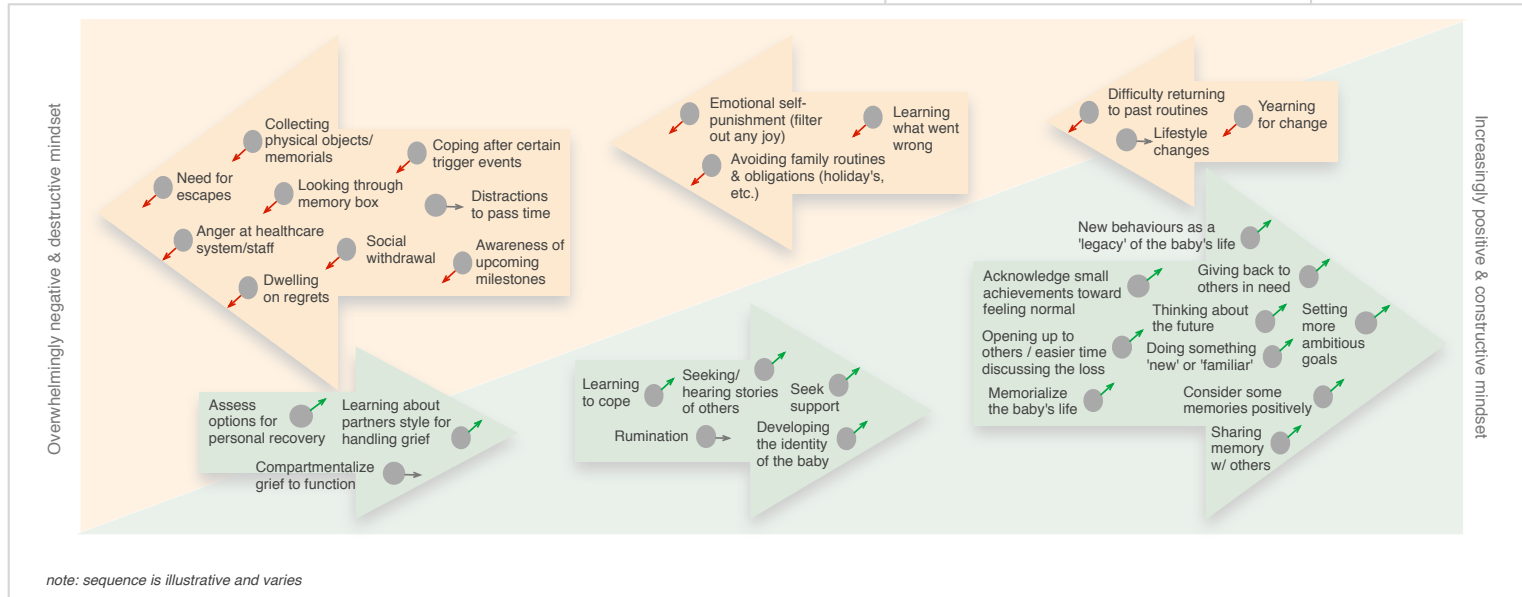 Overwhelmingly negative & destructive mindset
Collecting
physical objects/
memorials
Coping after certain
trigger events
Need for
escapes
Looking through
memory box
Distractions
to pass time
Anger at healthcare
system/staff
Social
withdrawal
Awareness of
upcoming
milestones
Dwelling
on regrets
Emotional self-
punishment (filter
out any joy)
Learning
what went
wrong
Avoiding family routines
& obligations (holiday's,
etc.)
Difficulty returning
to past routines
Yearning
for change
Lifestyle
changes
Assess
options for
personal recovery
Learning about
partners style for
handling grief
Compartmentalize
grief to function
Learning
to cope
Seeking/
hearing stories
of others
Seek
support
Rumination
Developing
the identity
of the baby
New behaviours as a
'legacy' of the baby's life
Acknowledge small
achievements toward
feeling normal
Giving back to
others in need
Thinking about
the future
Setting
more
ambitious
goals
Opening up to
others / easier time
discussing the loss
Doing something
'new' or 'familiar'
Memorialize
the baby's life
Consider some
memories positively
Sharing
memory
w/ others
Increasingly positive & constructive mindset
note: sequence is illustrative and varies